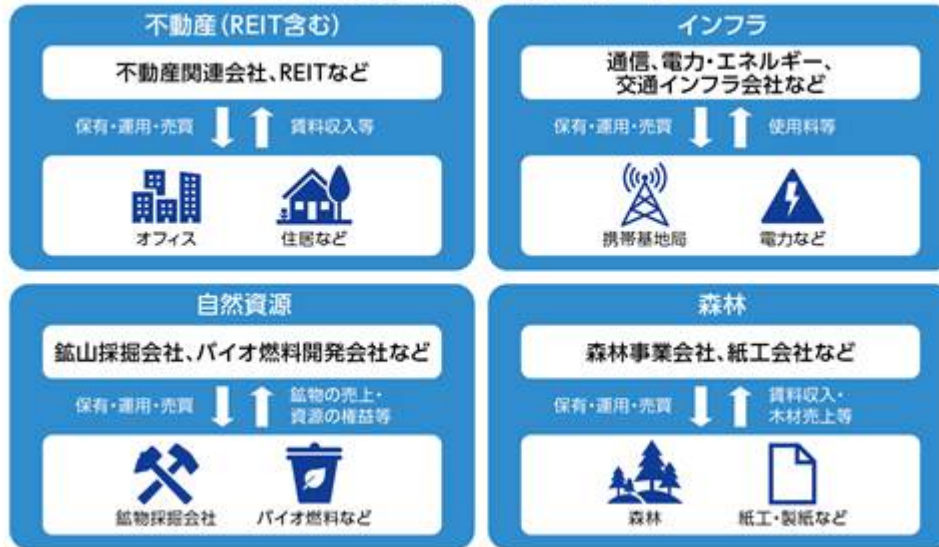 不動産(REIT含む)
不動産関連会社、REITなど
保有・運用・売買
賃料収入等
オフィス
住居など
インフラ
通信、電力・エネルギー、
交通インフラ会社など
保有・運用・売買
使用料等
携帯基地局
電力など
自然資源
鉱山採掘会社、バイオ燃料開発会社など
保有・運用・売買
鉱物の売上・
資源の権益等
鉱物採掘会社
バイオ燃料など
森林
森林事業会社、紙工会社など
保有・運用・売買
賃料収入・
木材売上等
森林
紙工・製紙など